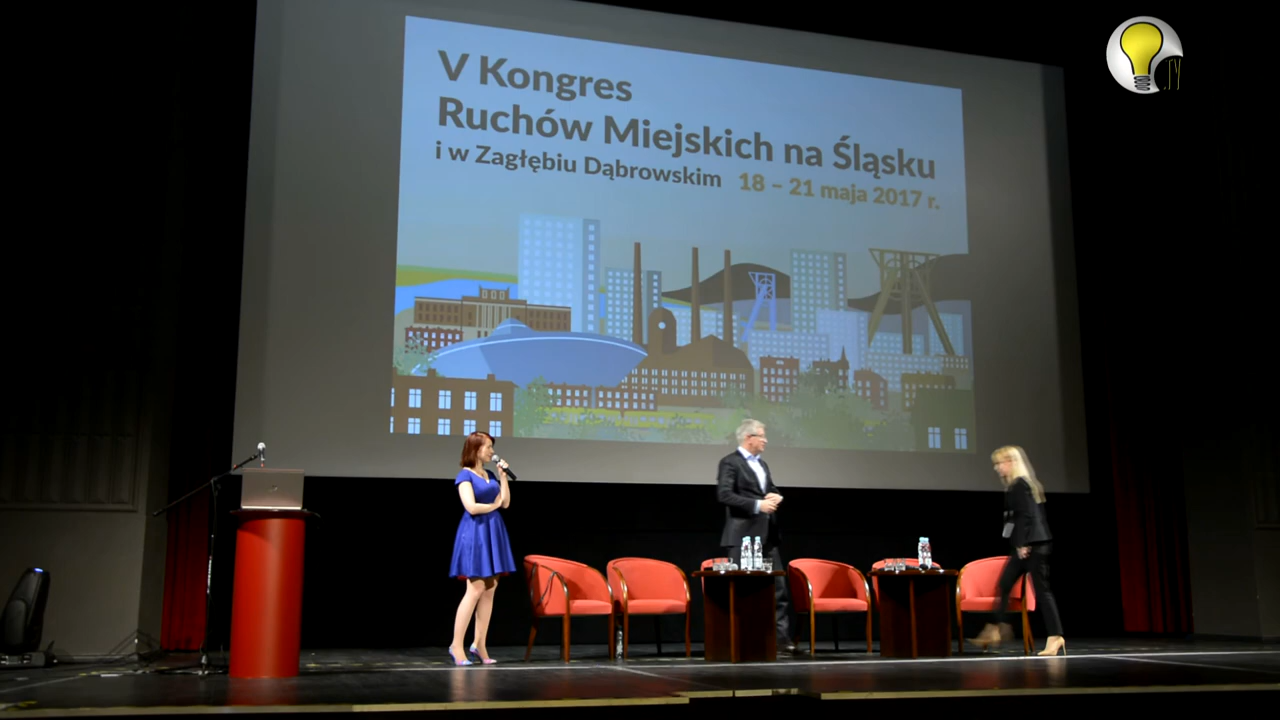 V Kongres
Ruchów Miejskich na Śląsku
i w Zagłębiu Dąbrowskim 18 – 21 maja 2017 r.